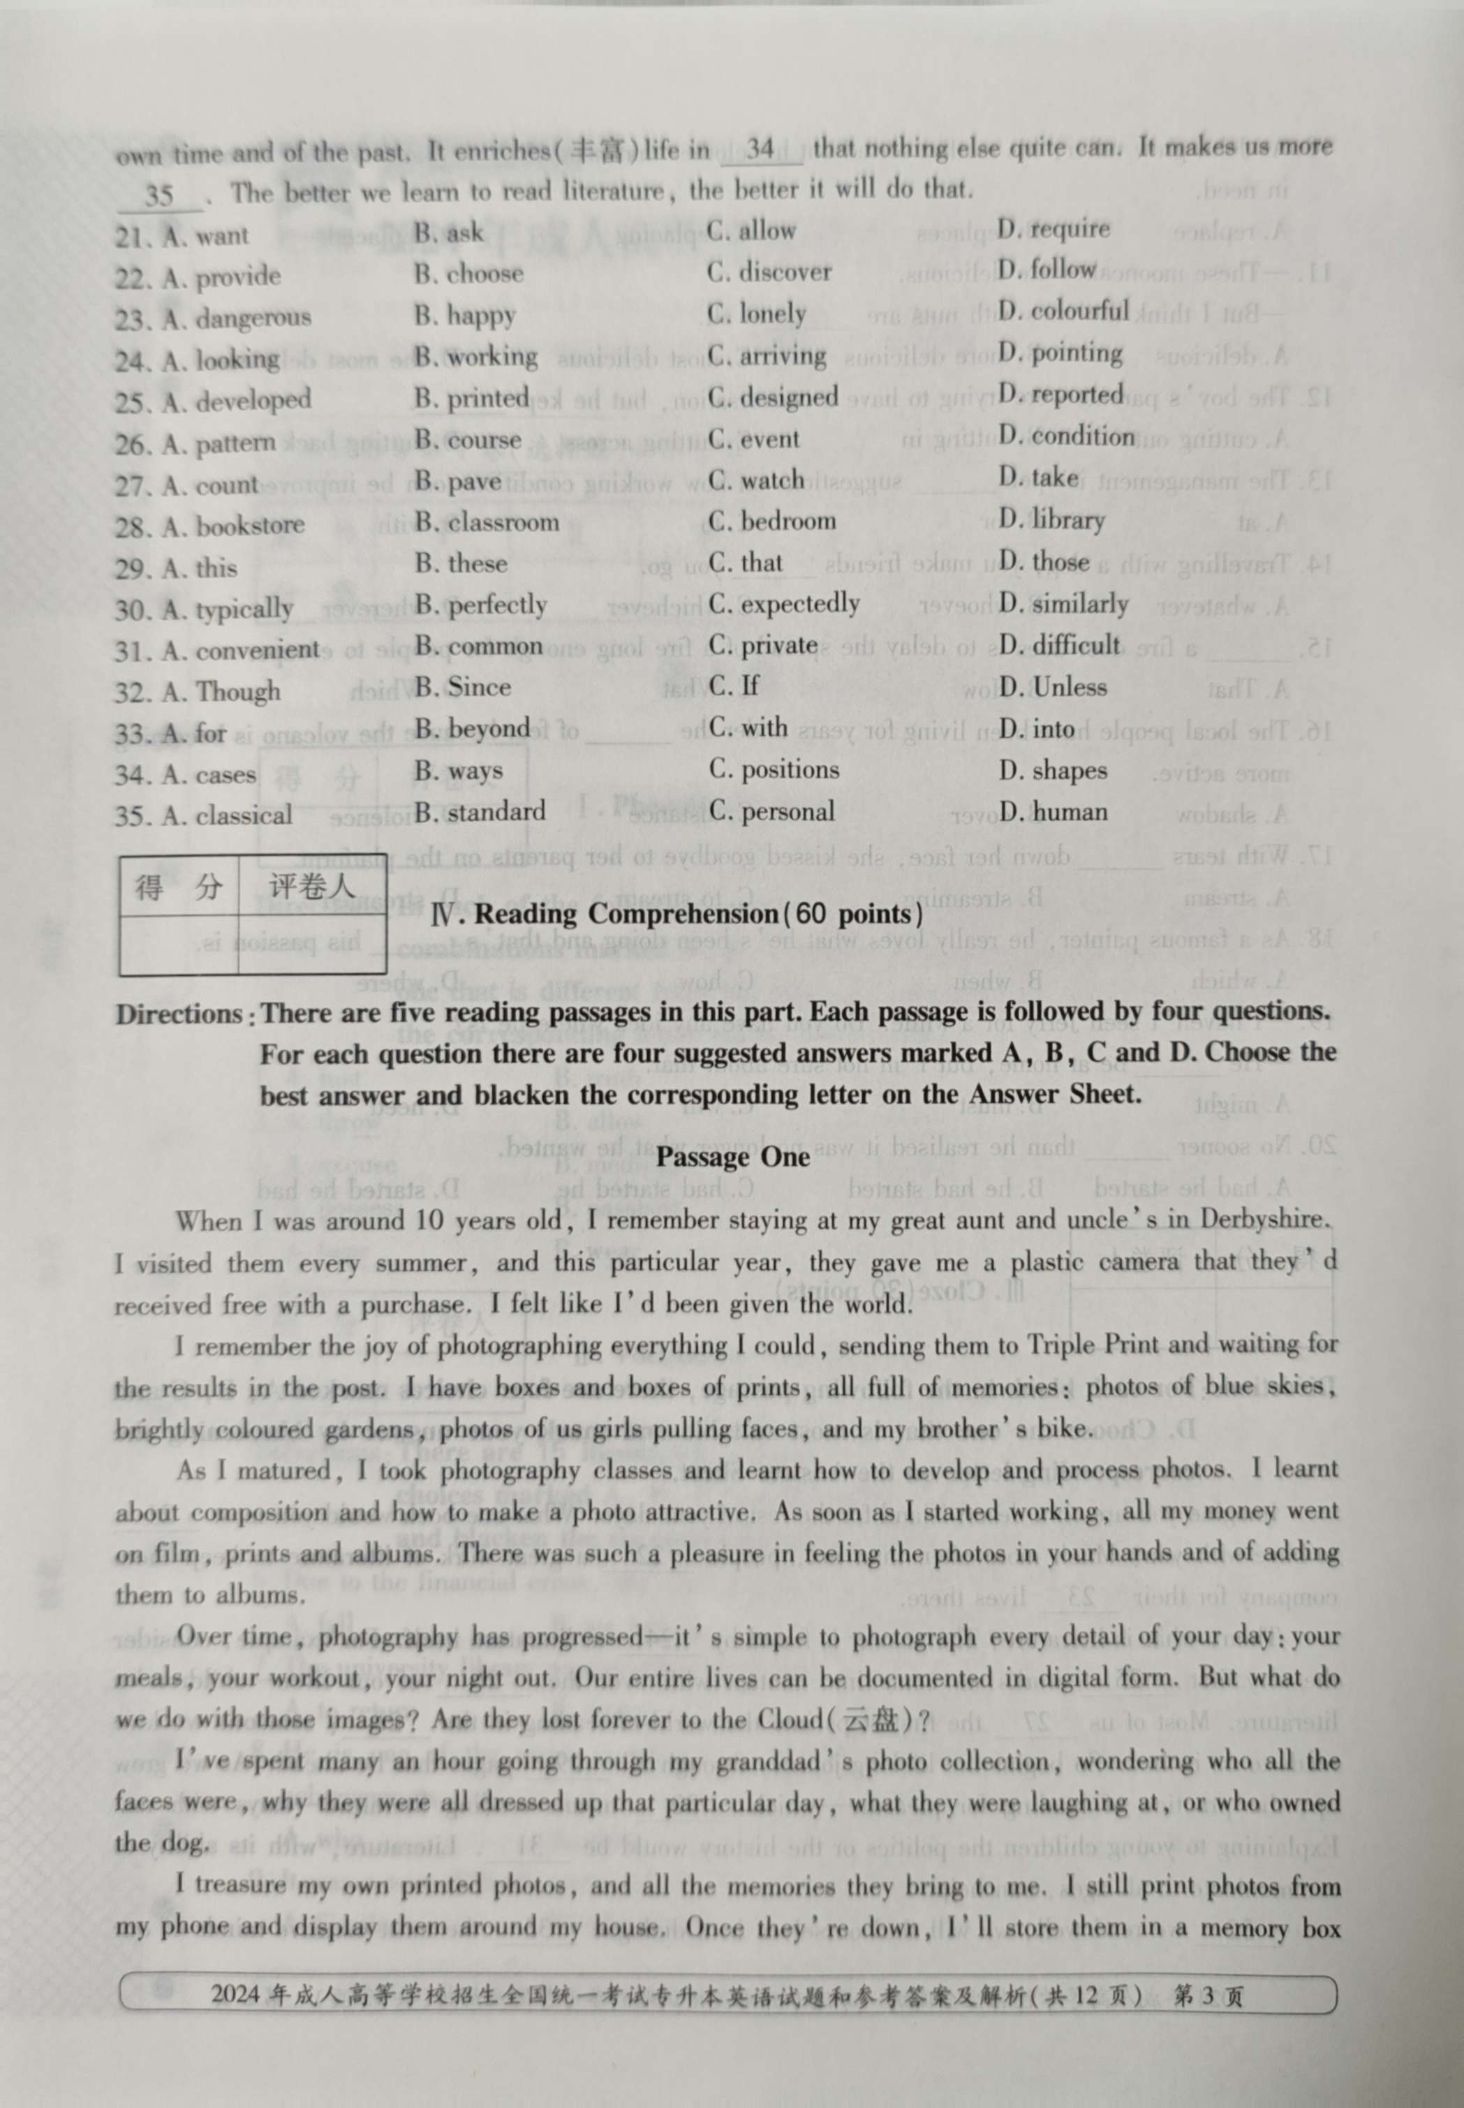 own time and of the past. It enriches(丰富)life in 34 that nothing else quite can. It makes us more
35 . The better we learn to read literature, the better it will do that.
21. A. want B. ask C. allow D. require
22. A. provide B. choose C. discover D. follow
23. A. dangerous B. happy C. lonely D. colourful
24. A. looking B. working C. arriving D. pointing
25. A. developed B. printed C. designed D. reported
26. A. pattern B. course C. event D. condition
27. A. count B. pave C. watch D. take
28. A. bookstore B. classroom C. bedroom D. library
29. A. this B. these C. that D. those
30. A. typically B. perfectly C. expectedly D. similarly
31. A. convenient B. common C. private D. difficult
32. A. Though B. Since C. If D. Unless
33. A. for B. beyond C. with D. into
34. A. cases B. ways C. positions D. shapes
35. A. classical B. standard C. personal D. human
得 分 评卷人
Ⅳ. Reading Comprehension(60 points)
Directions: There are five reading passages in this part. Each passage is followed by four questions.
For each question there are four suggested answers marked A, B, C and D. Choose the
best answer and blacken the corresponding letter on the Answer Sheet.
Passage One
When I was around 10 years old, I remember staying at my great aunt and uncle's in Derbyshire.
I visited them every summer, and this particular year, they gave me a plastic camera that they'd
received free with a purchase. I felt like I'd been given the world.
I remember the joy of photographing everything I could, sending them to Triple Print and waiting for
the results in the post. I have boxes and boxes of prints, all full of memories: photos of blue skies,
brightly coloured gardens, photos of us girls pulling faces, and my brother's bike.
As I matured, I took photography classes and learnt how to develop and process photos. I learnt
about composition and how to make a photo attractive. As soon as I started working, all my money went
on film, prints and albums. There was such a pleasure in feeling the photos in your hands and of adding
them to albums.
Over time, photography has progressed—it's simple to photograph every detail of your day: your
meals, your workout, your night out. Our entire lives can be documented in digital form. But what do
we do with those images? Are they lost forever to the Cloud(云盘)?
I've spent many an hour going through my granddad's photo collection, wondering who all the
faces were, why they were all dressed up that particular day, what they were laughing at, or who owned
the dog.
I treasure my own printed photos, and all the memories they bring to me. I still print photos from
my phone and display them around my house. Once they're down, I'll store them in a memory box
2024 年成人高等学校招生全国统一考试专升本英语试题和参考答案及解析(共 12 页) 第 3 页